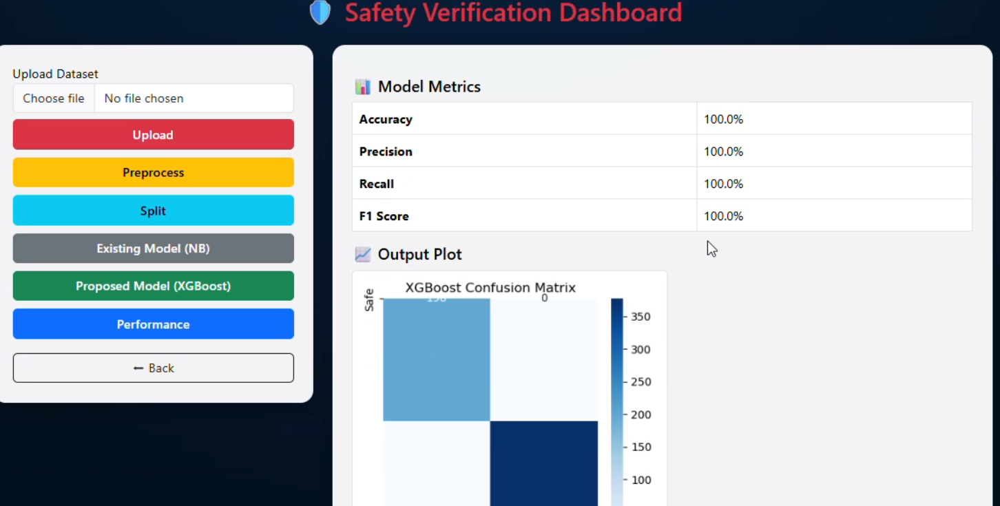 Safety Verification Dashboard
Upload Dataset
Choose file No file chosen
Upload
Preprocess
Split
Existing Model (NB)
Proposed Model (XGBoost)
Performance
← Back
Model Metrics
Accuracy 100.0%
Precision 100.0%
Recall 100.0%
F1 Score 100.0%
Output Plot
XGBoost Confusion Matrix
Safe
0
350
300
250
200
150
100